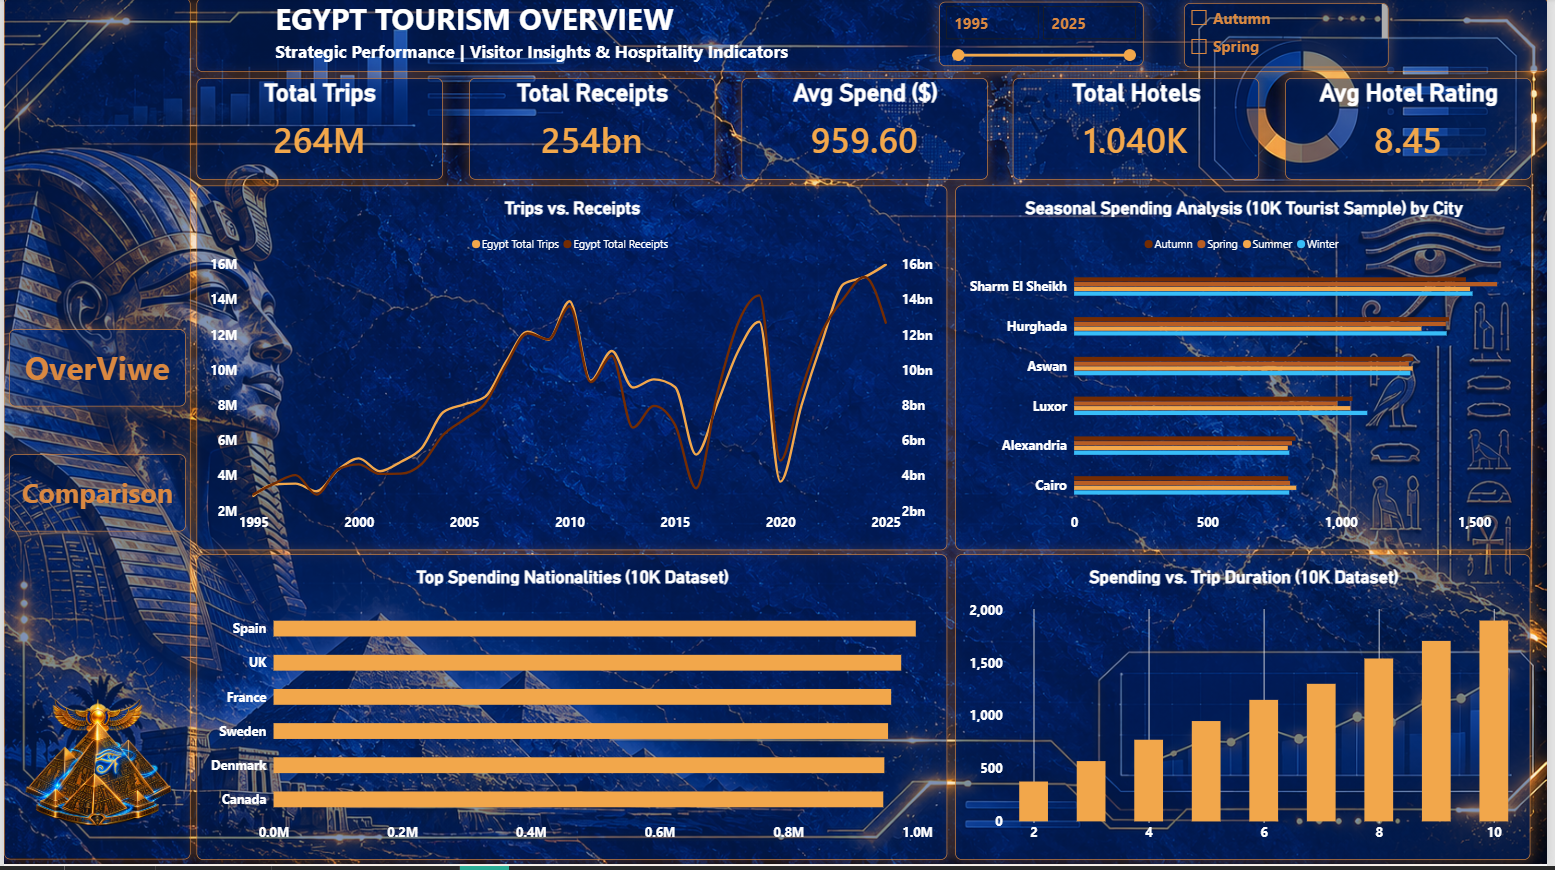 EGYPT TOURISM OVERVIEW
Strategic Performance | Visitor Insights & Hospitality Indicators
1995 2025
Autumn
Spring
Total Trips
264M
Total Receipts
254bn
Avg Spend ($)
959.60
Total Hotels
1.040K
Avg Hotel Rating
8.45
OverViwe
Comparison
Trips vs. Receipts
Egypt Total Trips Egypt Total Receipts
16M 16bn
14M 14bn
12M 12bn
10M 10bn
8M 8bn
6M 6bn
4M 4bn
2M 2bn
1995 2000 2005 2010 2015 2020 2025
Seasonal Spending Analysis (10K Tourist Sample) by City
Autumn Spring Summer Winter
Sharm El Sheikh
Hurghada
Aswan
Luxor
Alexandria
Cairo
0 500 1,000 1,500
Top Spending Nationalities (10K Dataset)
Spain
UK
France
Sweden
Denmark
Canada
0.0M 0.2M 0.4M 0.6M 0.8M 1.0M
Spending vs. Trip Duration (10K Dataset)
2,000
1,500
1,000
500
0
2 4 6 8 10